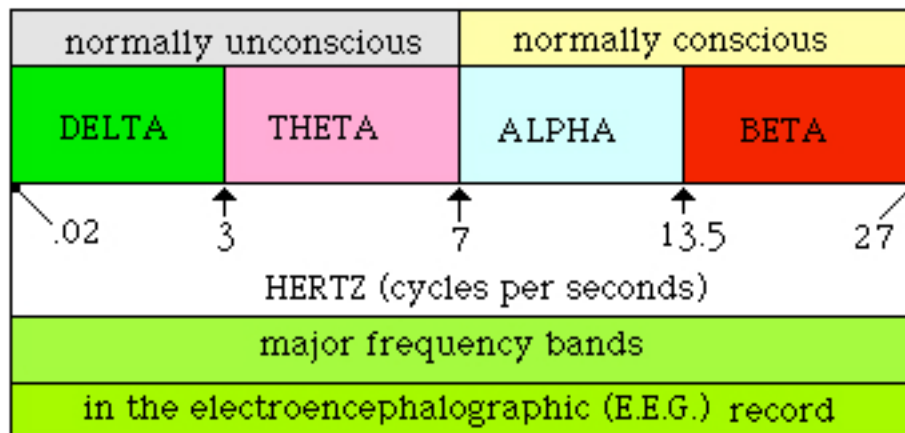 normally unconscious normally conscious
DELTA THETA ALPHA BETA
.02 3 7 13.5 27
HERTZ (cycles per seconds)
major frequency bands
in the electroencephalographic (E.E.G.) record